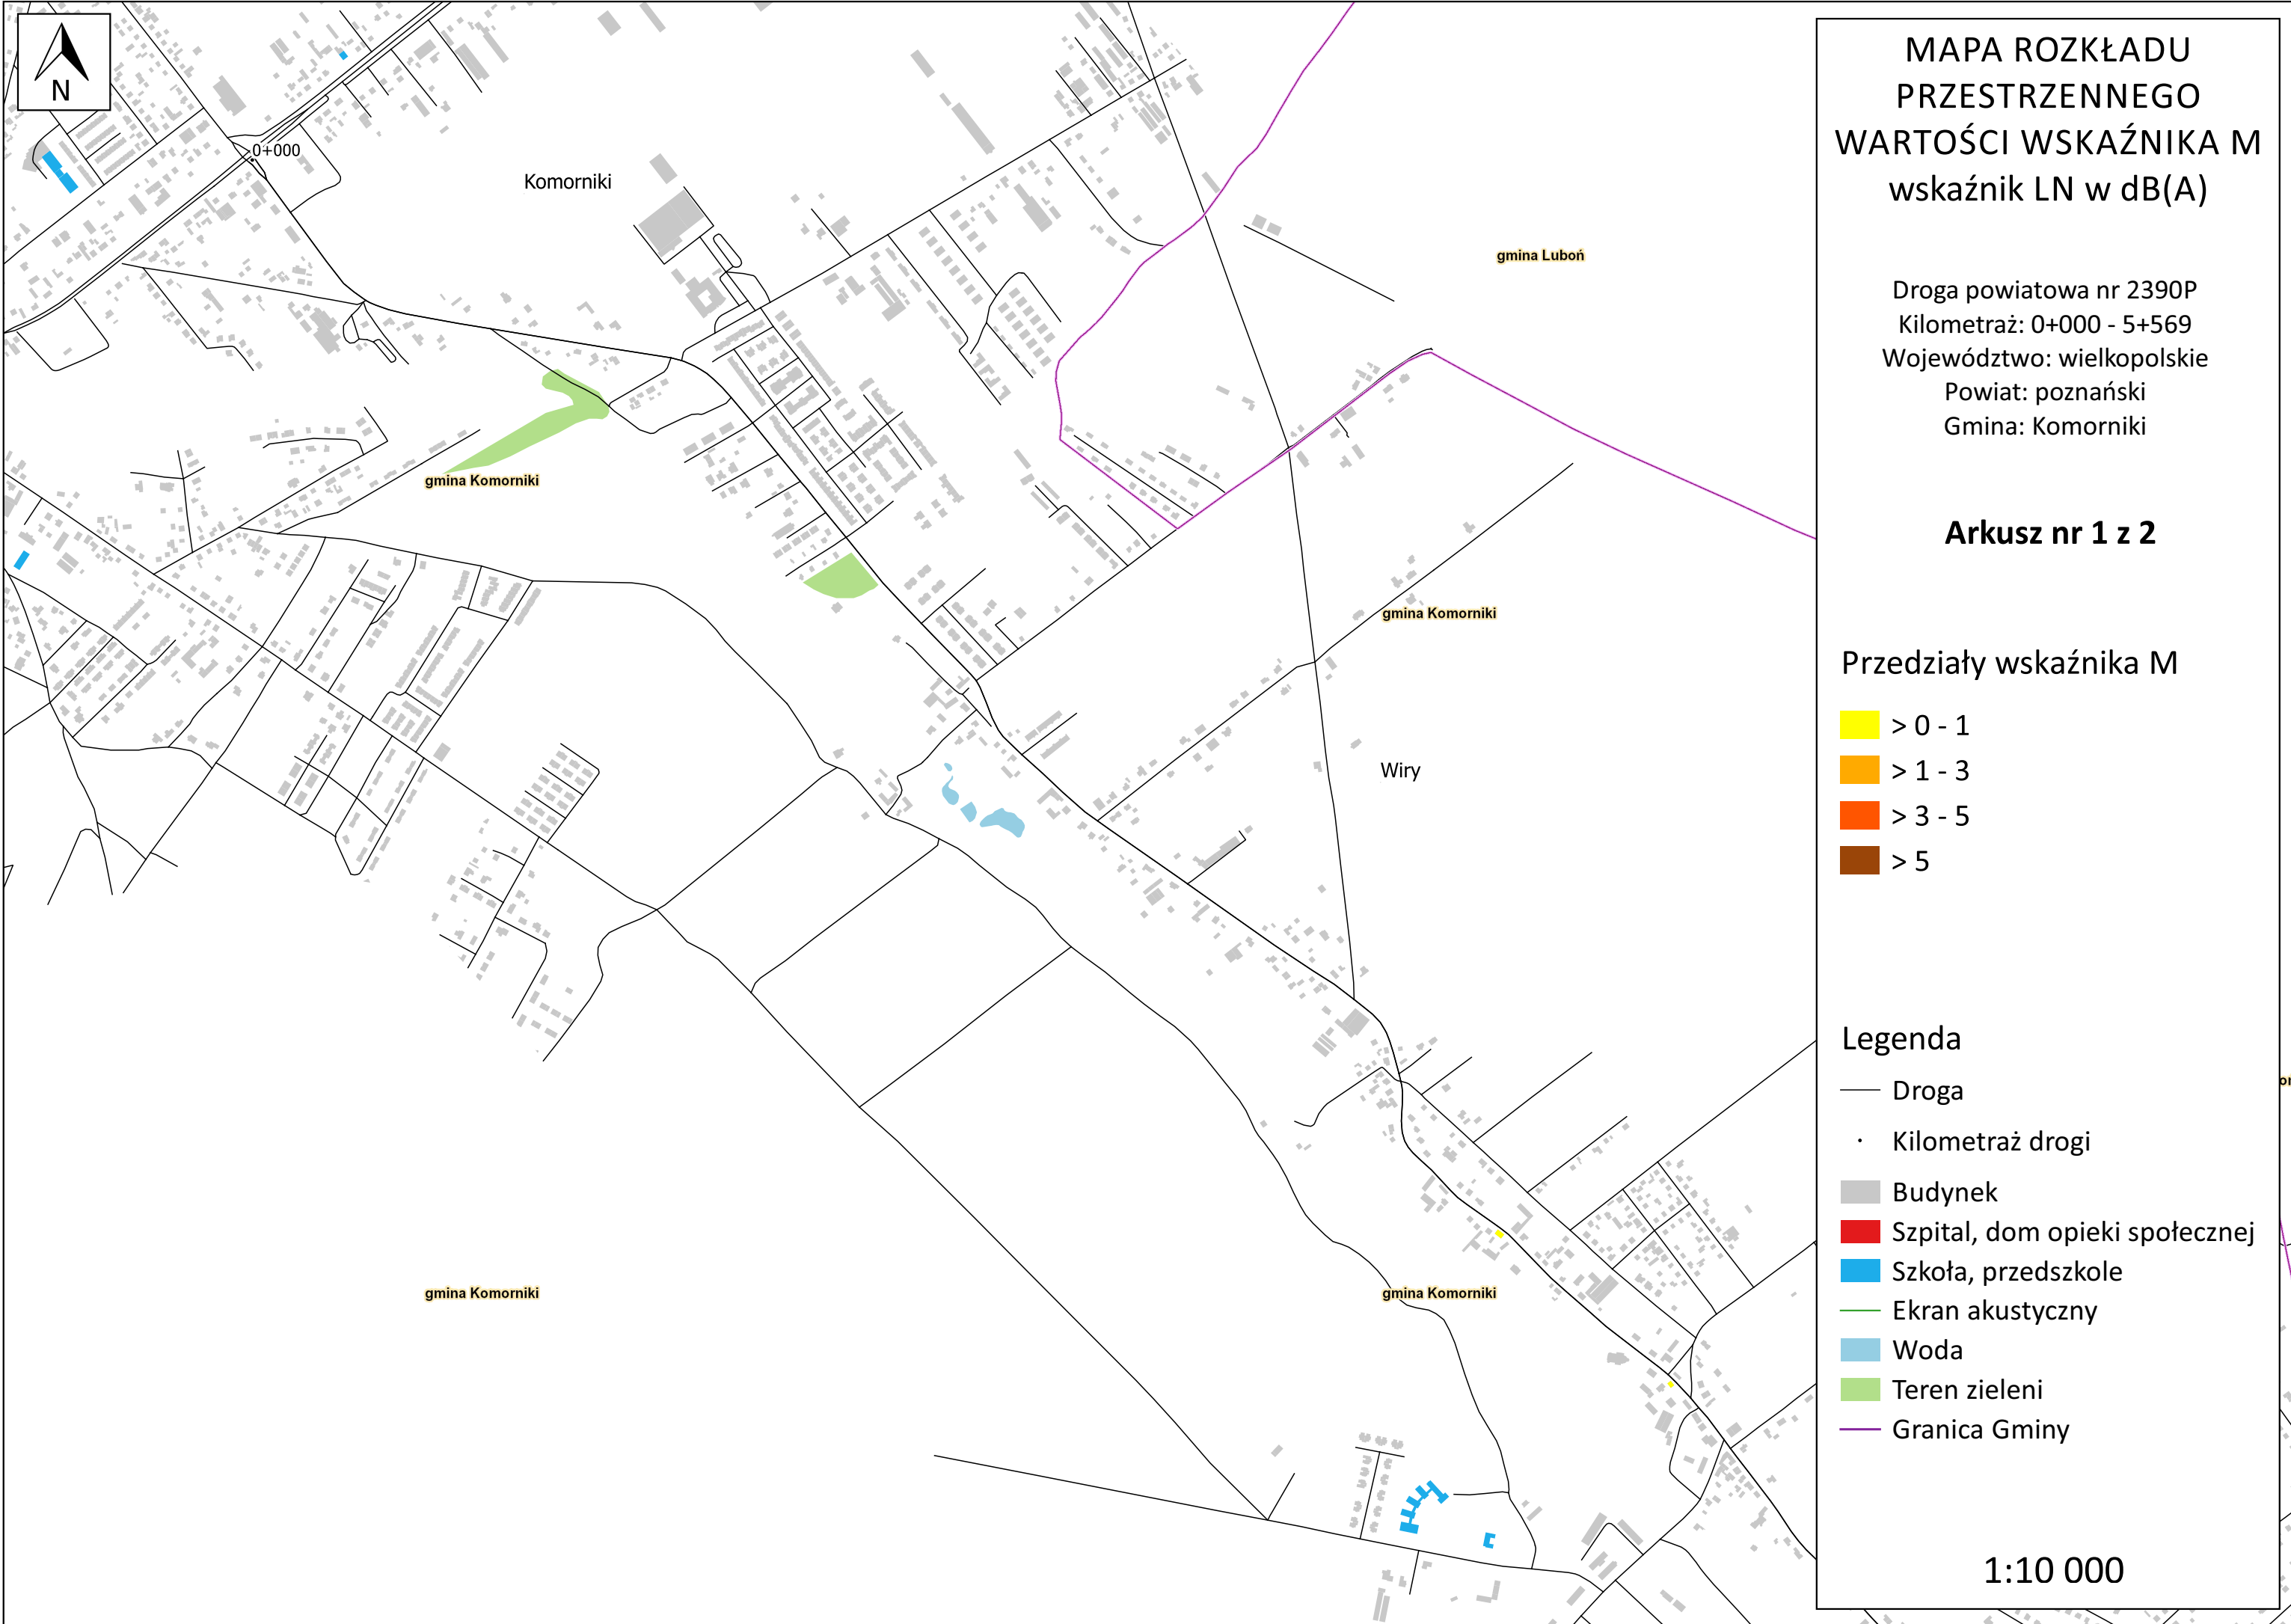 N
0+000
Komorniki
gmina Luboń
gmina Komorniki
gmina Komorniki
Wiry
gmina Komorniki
gmina Komorniki
MAPA ROZKŁADU
PRZESTRZENNEGO
WARTOŚCI WSKAŹNIKA M
wskaźnik LN w dB(A)
Droga powiatowa nr 2390P
Kilometraż: 0+000 - 5+569
Województwo: wielkopolskie
Powiat: poznański
Gmina: Komorniki
Arkusz nr 1 z 2
Przedziały wskaźnika M
> 0 - 1
> 1 - 3
> 3 - 5
> 5
Legenda
Droga
Kilometraż drogi
Budynek
Szpital, dom opieki społecznej
Szkoła, przedszkole
Ekran akustyczny
Woda
Teren zieleni
Granica Gminy
1:10 000